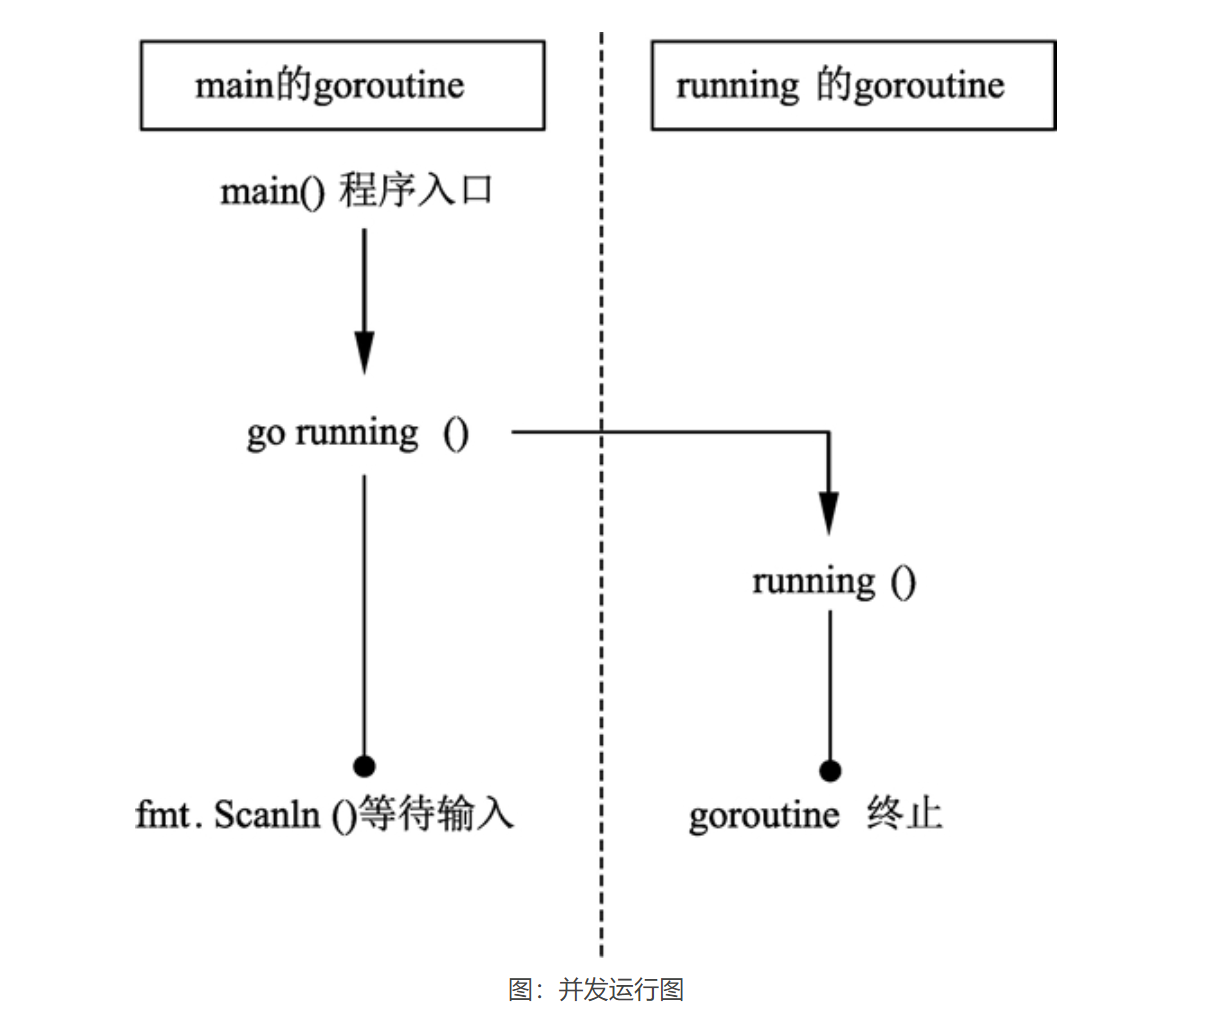 main的goroutine
running 的goroutine
main() 程序入口
go running ()
running ()
fmt. Scanln ()等待输入
goroutine 终止
图：并发运行图